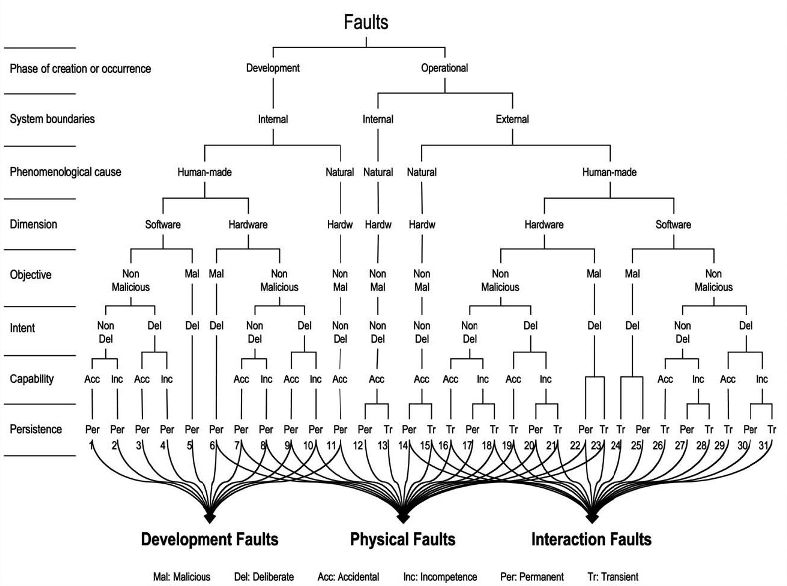 Faults
Phase of creation or occurrence Development Operational
System boundaries Internal Internal External
Phenomenological cause Human-made Natural Natural Natural Human-made
Dimension Software Hardware Hardw Hardw Hardw Hardware Software
Objective Non Malicious Mal Mal Non Malicious Non Mal Non Mal Non Mal Non Malicious Mal Mal Non Malicious
Intent Non Del Del Del Del Non Del Del Non Del Non Del Non Del Non Del Del Del Del Non Del Del
Capability Acc Inc Acc Inc Acc Inc Acc Inc Acc Acc Acc Acc Inc Acc Inc Acc Inc Acc Inc
Persistence Per Per Per Per Per Per Per Per Per Per Per Per Tr Per Tr Tr Per Tr Tr Per Tr Per Tr Tr Per Tr Per Tr Tr Per Tr
1 2 3 4 5 6 7 8 9 10 11 12 13 14 15 16 17 18 19 20 21 22 23 24 25 26 27 28 29 30 31
Development Faults Physical Faults Interaction Faults
Mal: Malicious Del: Deliberate Acc: Accidental Inc: Incompetence Per: Permanent Tr: Transient